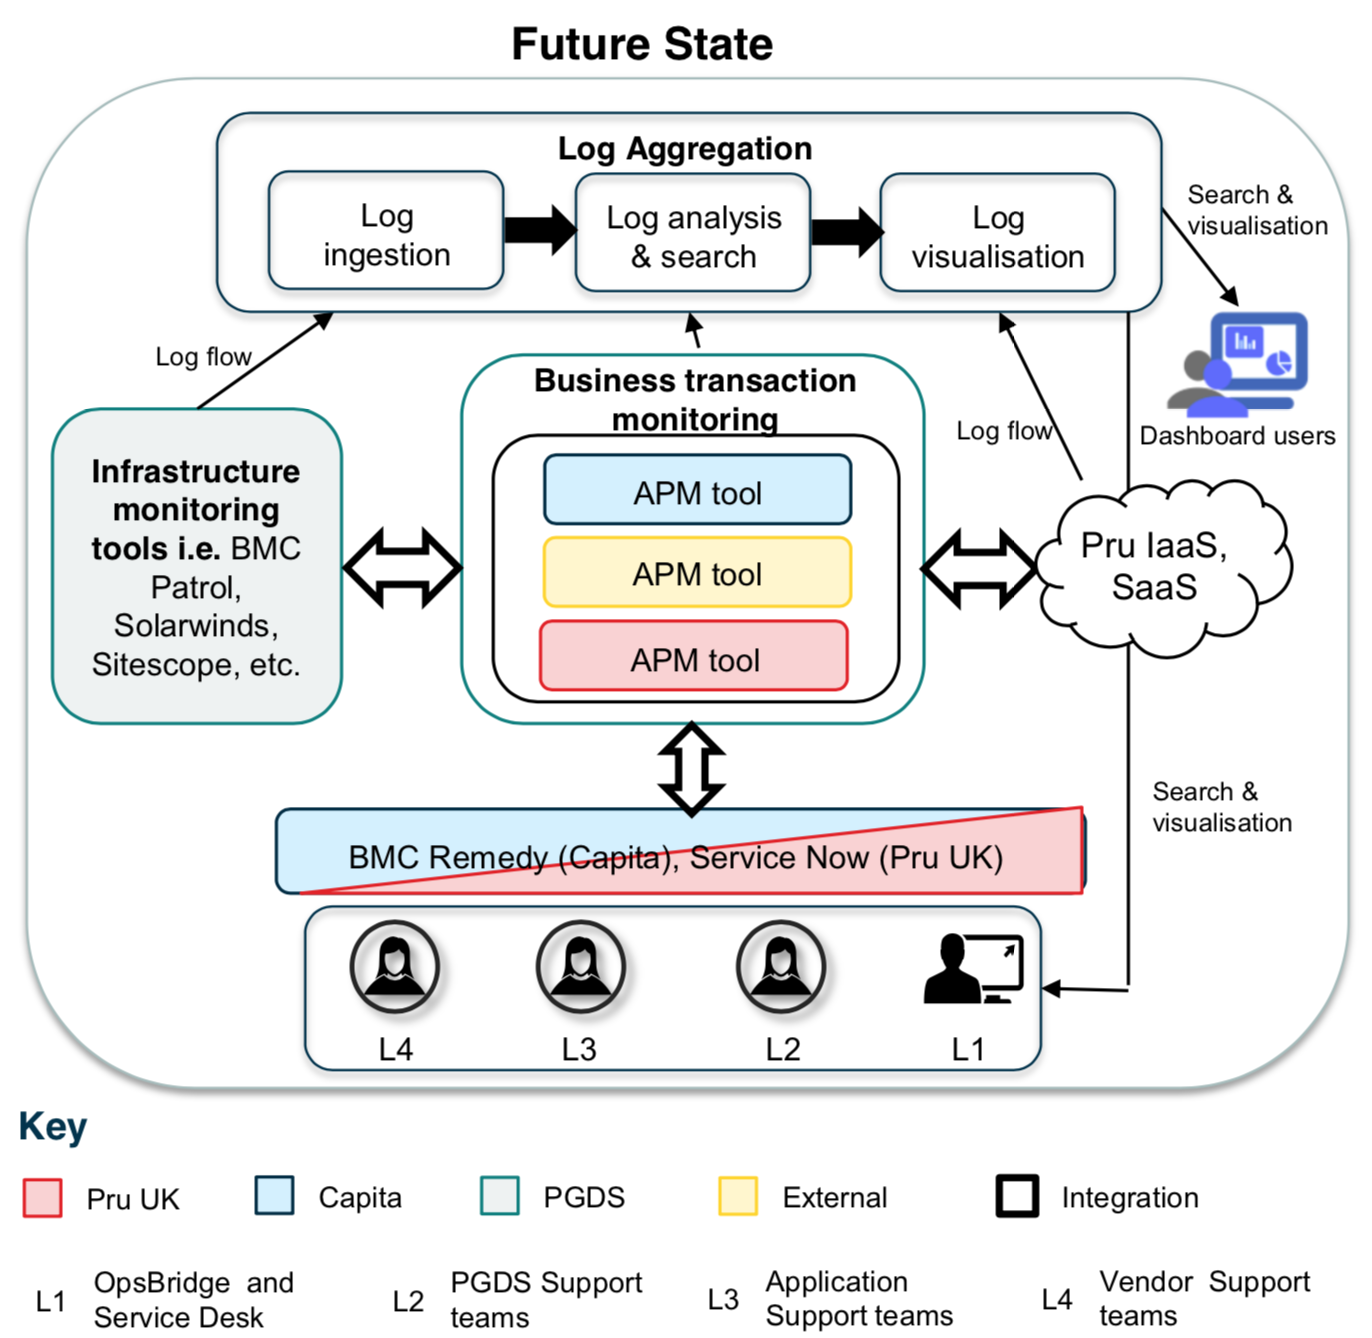 Future State
Log Aggregation
Log
ingestion
Log analysis
& search
Log
visualisation
Search &
visualisation
Log flow
Dashboard users
Business transaction
monitoring
Log flow
Infrastructure
monitoring
tools i.e. BMC
Patrol,
Solarwinds,
Sitescope, etc.
APM tool
APM tool
APM tool
Pru IaaS,
SaaS
Search &
visualisation
BMC Remedy (Capita), Service Now (Pru UK)
L4
L3
L2
L1
Key
Pru UK
Capita
PGDS
External
Integration
L1
OpsBridge and
Service Desk
L2
PGDS Support
teams
L3
Application
Support teams
L4
Vendor Support
teams